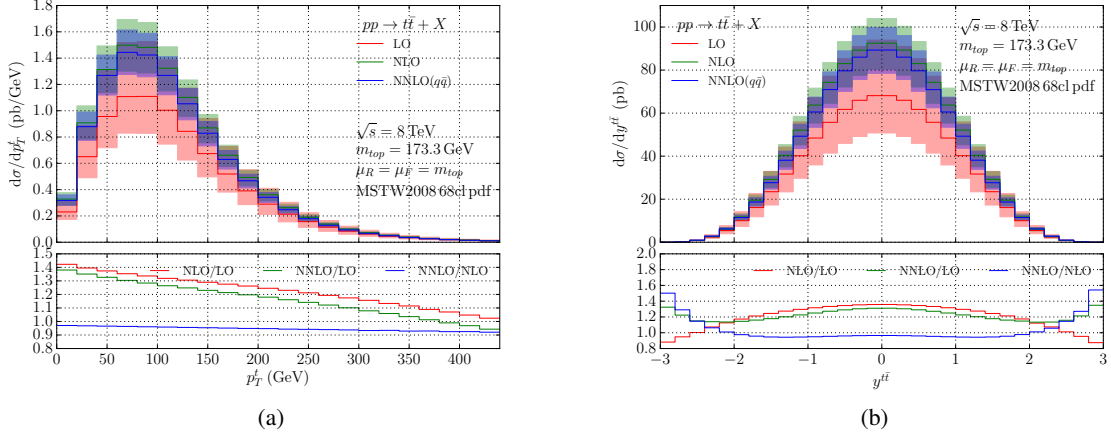 1.8
1.6
1.4
1.2
1.0
0.8
0.6
0.4
0.2
0.0
dσ/dp_T^t (pb/GeV)
pp → tt̄ + X
LO
NLO
NNLO(qq̄)
√s = 8 TeV
m_top = 173.3 GeV
μ_R = μ_F = m_top
MSTW2008 68cl pdf
1.5
1.4
1.3
1.2
1.1
1.0
0.9
0.8
NLO/LO NNLO/LO NNLO/NLO
0 50 100 150 200 250 300 350 400
p_T^t (GeV)
(a)
100
80
60
40
20
0
dσ/dy^tt̄ (pb)
pp → tt̄ + X
LO
NLO
NNLO(qq̄)
√s = 8 TeV
m_top = 173.3 GeV
μ_R = μ_F = m_top
MSTW2008 68cl pdf
2.0
1.8
1.6
1.4
1.2
1.0
0.8
NLO/LO NNLO/LO NNLO/NLO
−3 −2 −1 0 1 2 3
y^tt̄
(b)